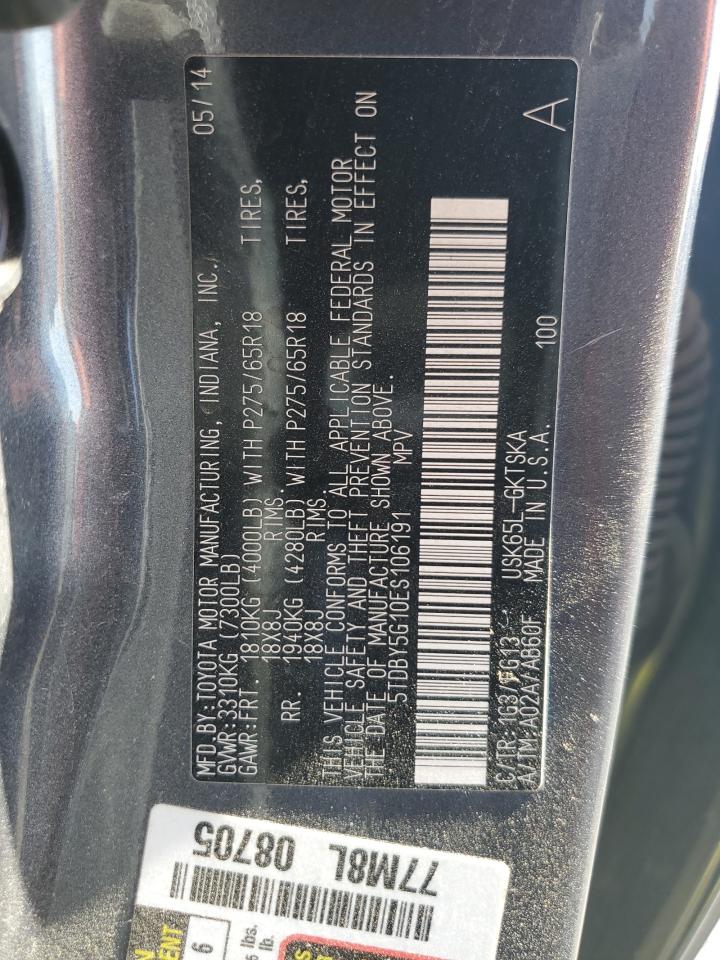 MFD.BY:TOYOTA MOTOR MANUFACTURING, INDIANA, INC. 05/14
GVWR:3310KG (7300LB)
GAWR:FRT. 1810KG (4000LB) WITH P275/65R18 TIRES,
18X8J RIMS.
RR. 1940KG (4280LB) WITH P275/65R18 TIRES,
18X8J RIMS
THIS VEHICLE CONFORMS TO ALL APPLICABLE FEDERAL MOTOR
VEHICLE SAFETY AND THEFT PREVENTION STANDARDS IN EFFECT ON
THE DATE OF MANUFACTURE SHOWN ABOVE.
5TDBY5G10ES106191 MPV
C/TR:1G3/FG13 USK65L-GKTSKA 100 A
A/TM:A02A/AB60F MADE IN U.S.A.
77M8L 08705
6
lbs.
lb.